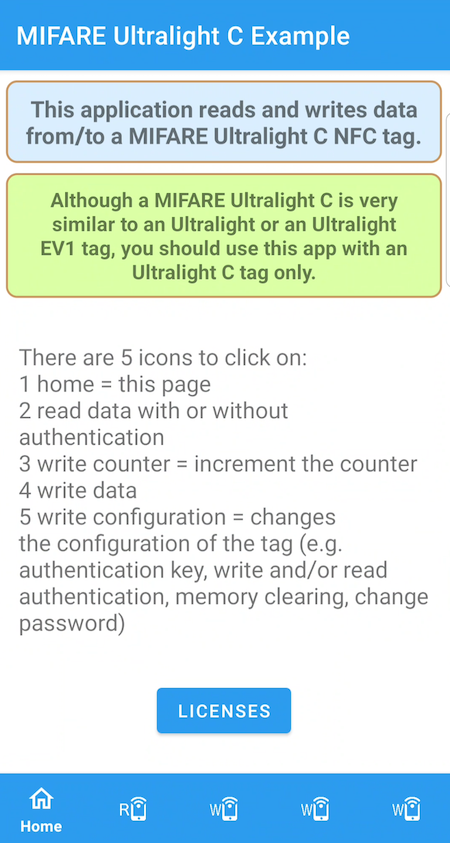 MIFARE Ultralight C Example
This application reads and writes data
from/to a MIFARE Ultralight C NFC tag.
Although a MIFARE Ultralight C is very
similar to an Ultralight or an Ultralight
EV1 tag, you should use this app with an
Ultralight C tag only.
There are 5 icons to click on:
1 home = this page
2 read data with or without
authentication
3 write counter = increment the counter
4 write data
5 write configuration = changes
the configuration of the tag (e.g.
authentication key, write and/or read
authentication, memory clearing, change
password)
LICENSES
R W W W
Home